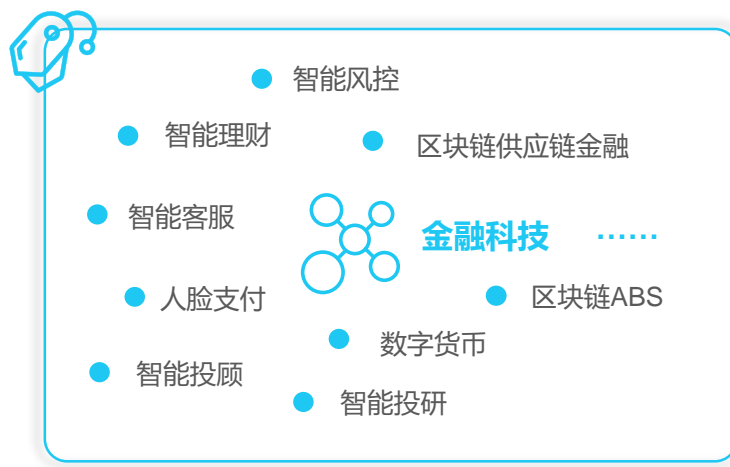 智能风控
智能理财
区块链供应链金融
智能客服
金融科技 ······
人脸支付
区块链ABS
数字货币
智能投顾
智能投研